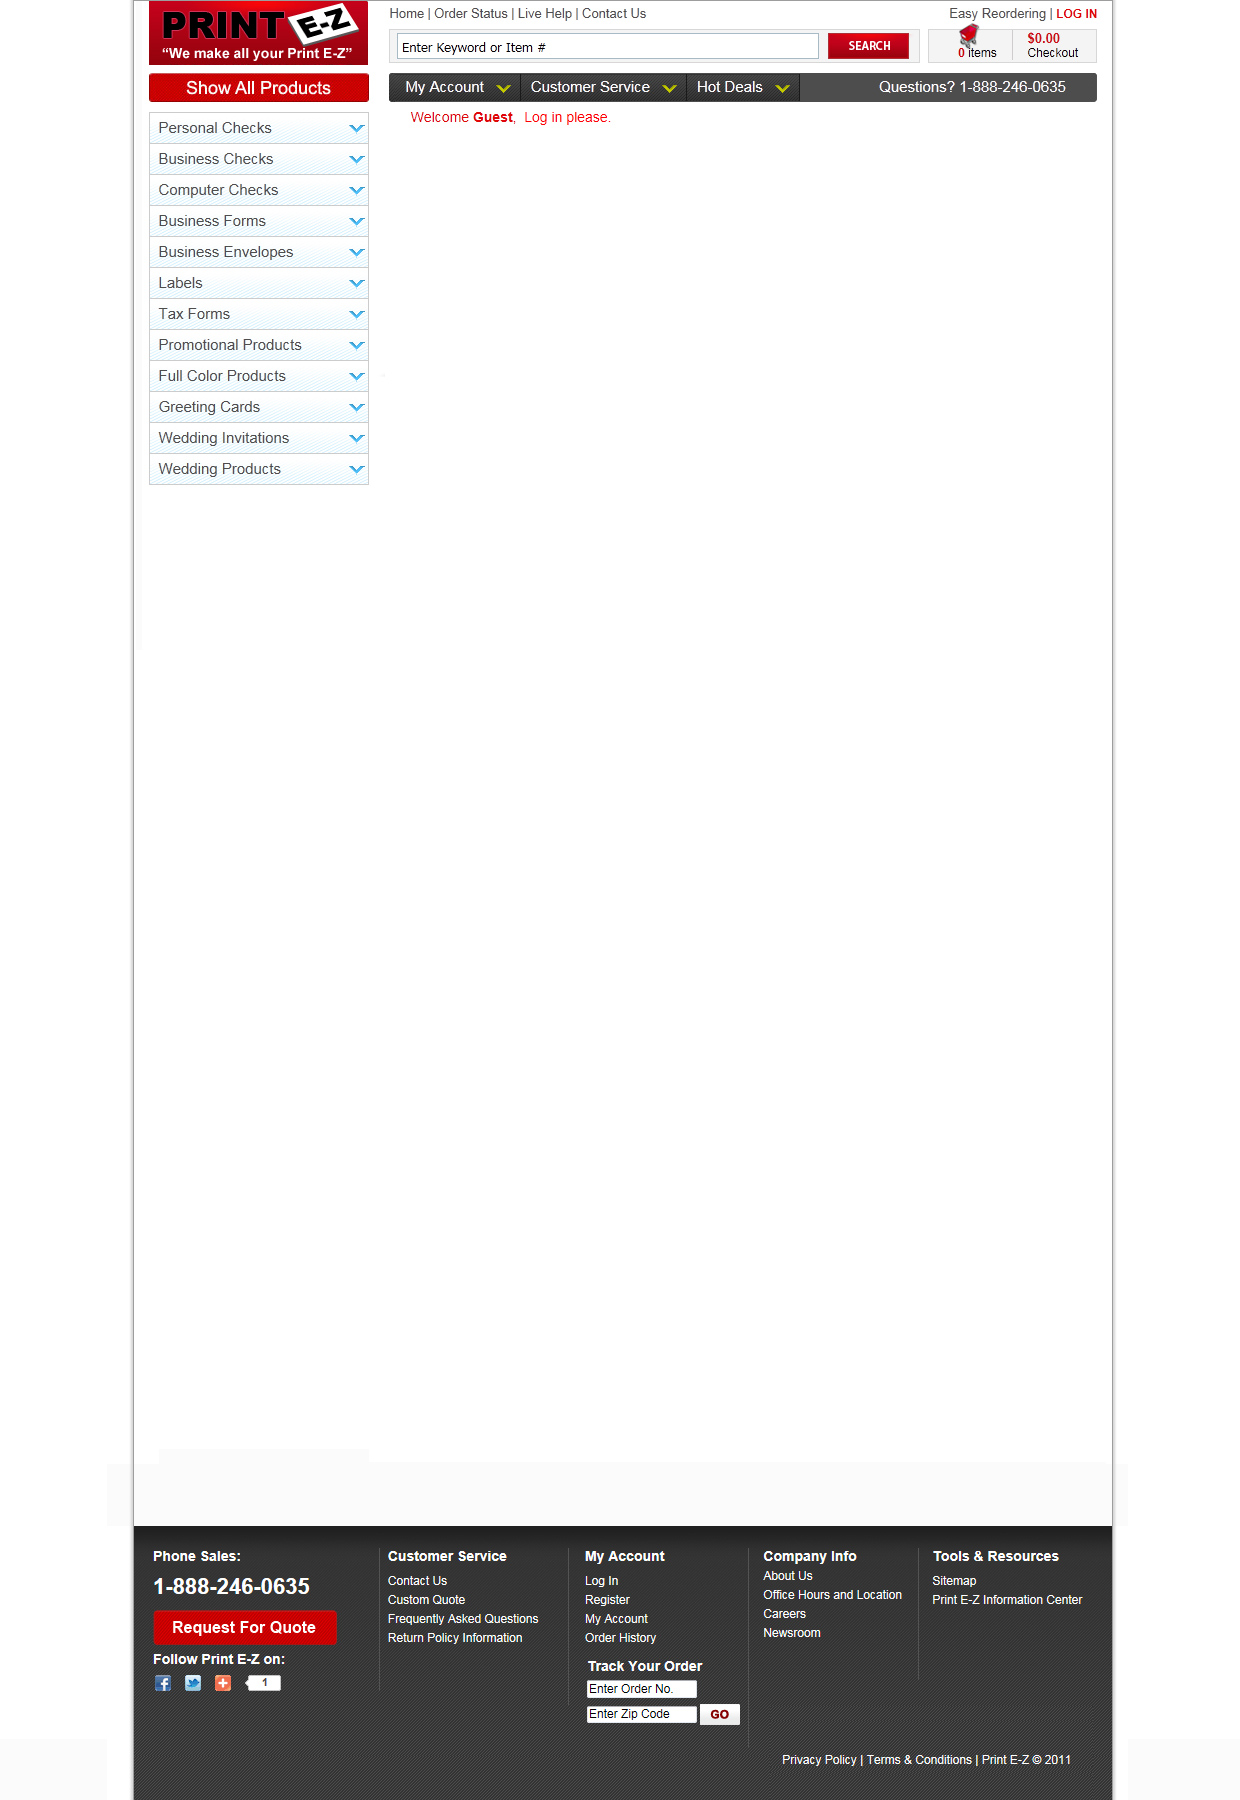 PRINT E-Z
“We make all your Print E-Z”
Home | Order Status | Live Help | Contact Us
Easy Reordering | LOG IN
Enter Keyword or Item #
SEARCH
0 items
$0.00
Checkout
Show All Products
My Account
Customer Service
Hot Deals
Questions? 1-888-246-0635
Welcome Guest, Log in please.
Personal Checks
Business Checks
Computer Checks
Business Forms
Business Envelopes
Labels
Tax Forms
Promotional Products
Full Color Products
Greeting Cards
Wedding Invitations
Wedding Products
Phone Sales:
1-888-246-0635
Request For Quote
Follow Print E-Z on:
1
Customer Service
Contact Us
Custom Quote
Frequently Asked Questions
Return Policy Information
My Account
Log In
Register
My Account
Order History
Track Your Order
Enter Order No.
Enter Zip Code
GO
Company Info
About Us
Office Hours and Location
Careers
Newsroom
Tools & Resources
Sitemap
Print E-Z Information Center
Privacy Policy | Terms & Conditions | Print E-Z © 2011